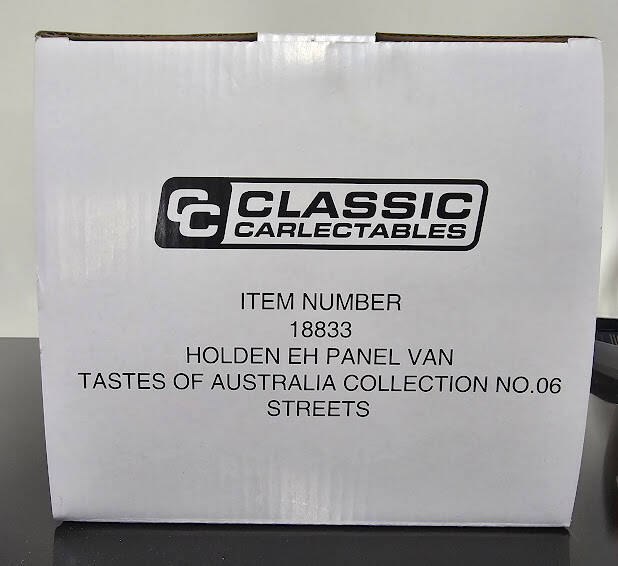 CC CLASSIC
CARLECTABLES
ITEM NUMBER
18833
HOLDEN EH PANEL VAN
TASTES OF AUSTRALIA COLLECTION NO.06
STREETS